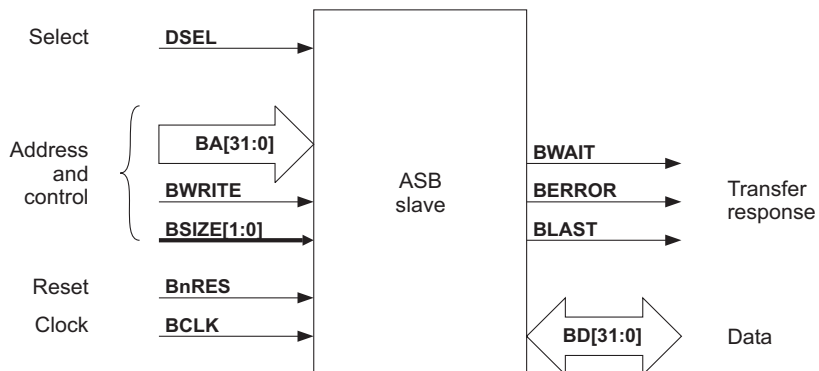 Select
DSEL
Address
and
control
BA[31:0]
BWRITE
BSIZE[1:0]
Reset
BnRES
Clock
BCLK
ASB
slave
BWAIT
BERROR
BLAST
Transfer
response
BD[31:0]
Data